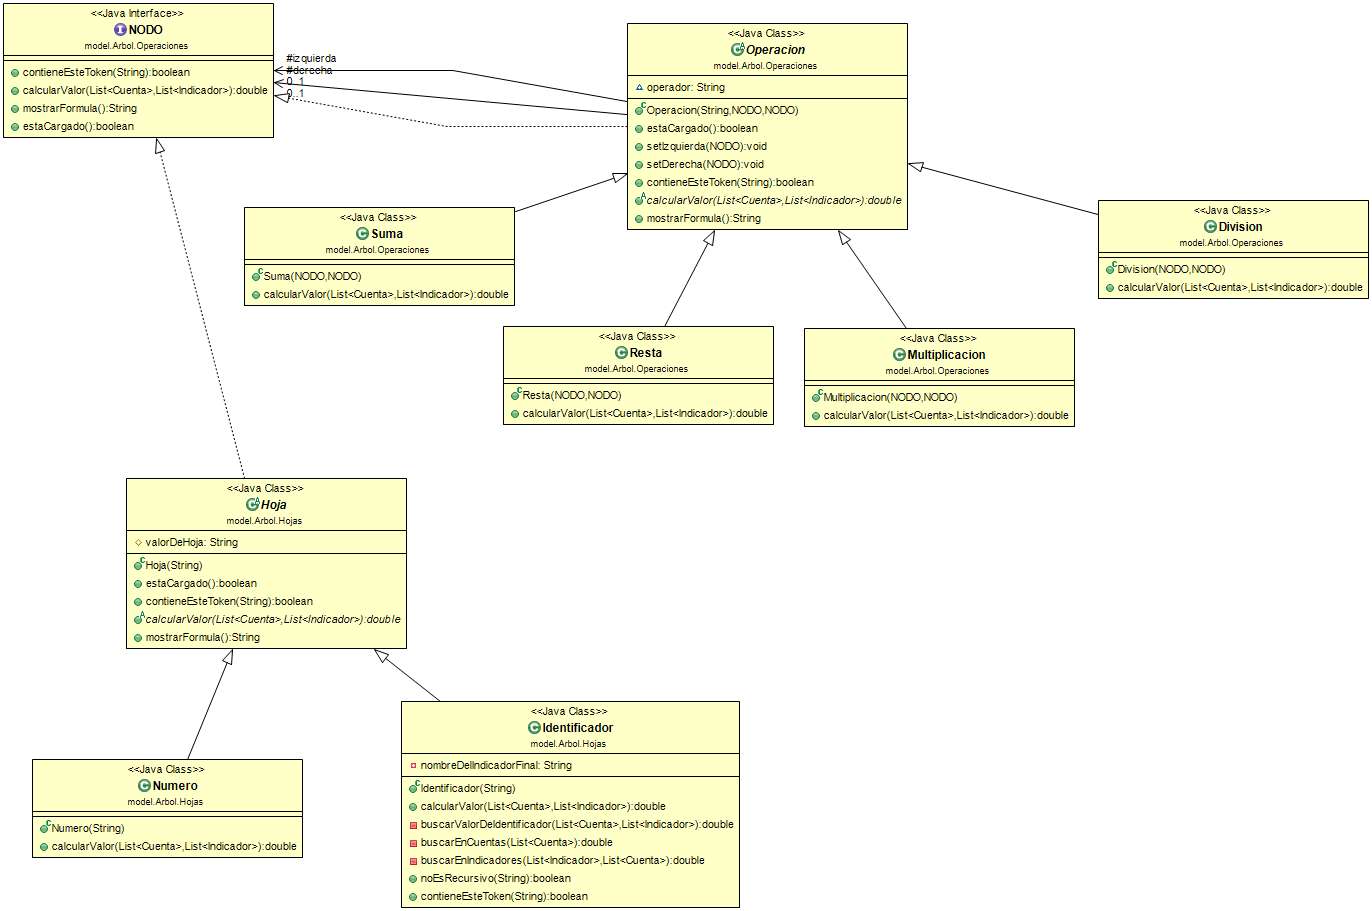 <<Java Interface>>
NODO
model.Arbol.Operaciones
contieneEsteToken(String):boolean
calcularValor(List<Cuenta>,List<Indicador>):double
mostrarFormula():String
estaCargado():boolean
#izquierda
#derecha
0..1
0..1
<<Java Class>>
Operacion
model.Arbol.Operaciones
operador: String
Operacion(String,NODO,NODO)
estaCargado():boolean
setIzquierda(NODO):void
setDerecha(NODO):void
contieneEsteToken(String):boolean
calcularValor(List<Cuenta>,List<Indicador>):double
mostrarFormula():String
<<Java Class>>
Suma
model.Arbol.Operaciones
Suma(NODO,NODO)
calcularValor(List<Cuenta>,List<Indicador>):double
<<Java Class>>
Division
model.Arbol.Operaciones
Division(NODO,NODO)
calcularValor(List<Cuenta>,List<Indicador>):double
<<Java Class>>
Resta
model.Arbol.Operaciones
Resta(NODO,NODO)
calcularValor(List<Cuenta>,List<Indicador>):double
<<Java Class>>
Multiplicacion
model.Arbol.Operaciones
Multiplicacion(NODO,NODO)
calcularValor(List<Cuenta>,List<Indicador>):double
<<Java Class>>
Hoja
model.Arbol.Hojas
valorDeHoja: String
Hoja(String)
estaCargado():boolean
contieneEsteToken(String):boolean
calcularValor(List<Cuenta>,List<Indicador>):double
mostrarFormula():String
<<Java Class>>
Numero
model.Arbol.Hojas
Numero(String)
calcularValor(List<Cuenta>,List<Indicador>):double
<<Java Class>>
Identificador
model.Arbol.Hojas
nombreDelIndicadorFinal: String
Identificador(String)
calcularValor(List<Cuenta>,List<Indicador>):double
buscarValorDeIdentificador(List<Cuenta>,List<Indicador>):double
buscarEnCuentas(List<Cuenta>):double
buscarEnIndicadores(List<Indicador>,List<Cuenta>):double
noEsRecursivo(String):boolean
contieneEsteToken(String):boolean